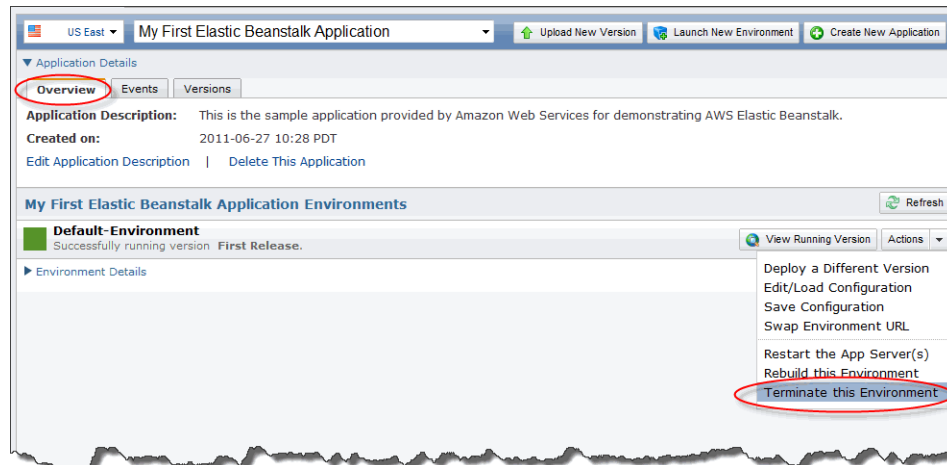 US East My First Elastic Beanstalk Application Upload New Version Launch New Environment Create New Application
Application Details
Overview Events Versions
Application Description: This is the sample application provided by Amazon Web Services for demonstrating AWS Elastic Beanstalk.
Created on: 2011-06-27 10:28 PDT
Edit Application Description | Delete This Application
My First Elastic Beanstalk Application Environments Refresh
Default-Environment
Successfully running version First Release. View Running Version Actions
Environment Details
Deploy a Different Version
Edit/Load Configuration
Save Configuration
Swap Environment URL
Restart the App Server(s)
Rebuild this Environment
Terminate this Environment